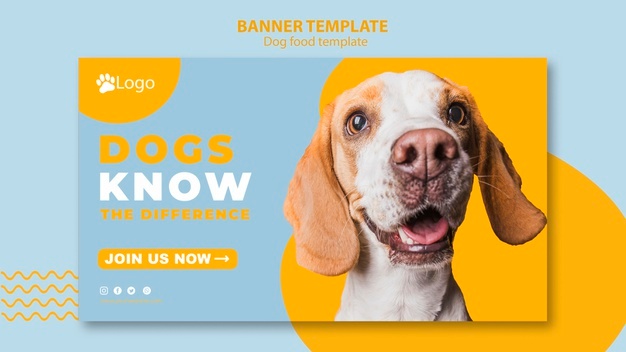 BANNER TEMPLATE
Dog food template
Logo
DOGS
KNOW
THE DIFFERENCE
JOIN US NOW